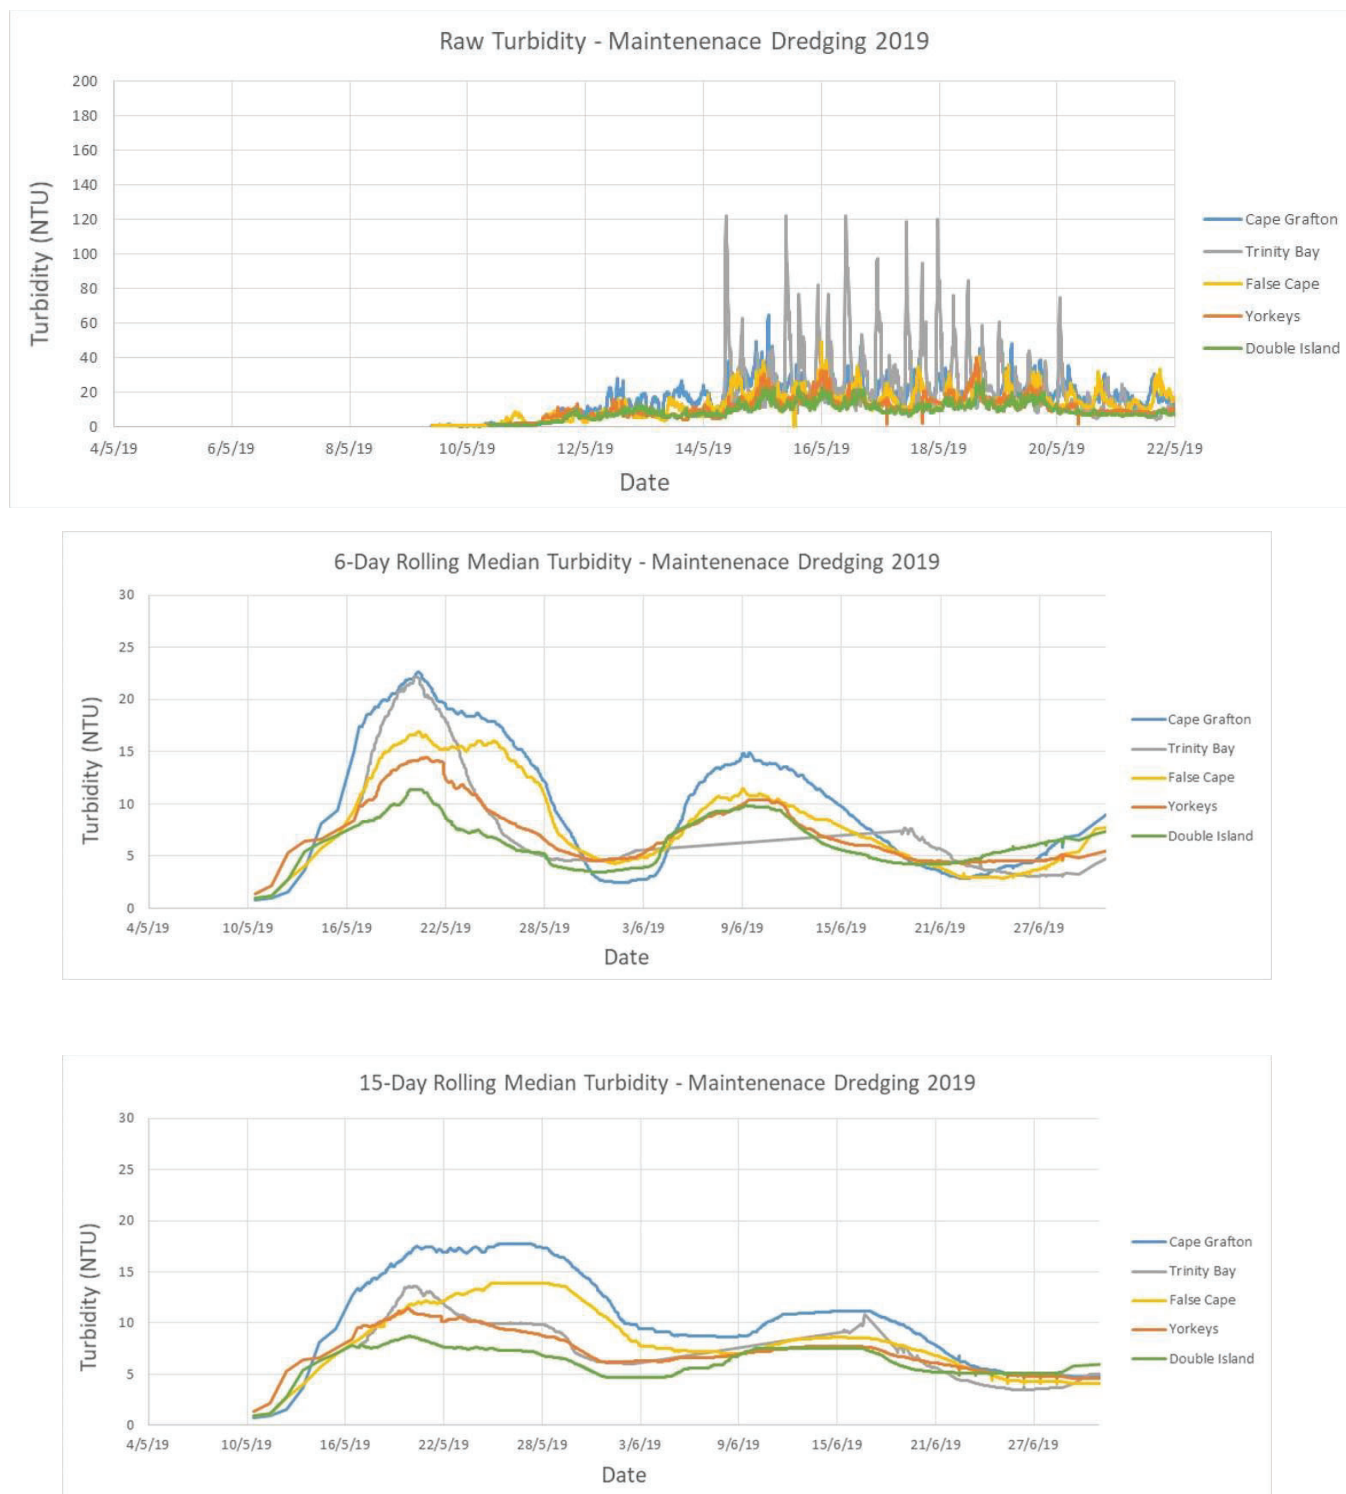 Raw Turbidity - Maintenenace Dredging 2019
200
180
160
140
120
100
80
60
40
20
0
Turbidity (NTU)
4/5/19 6/5/19 8/5/19 10/5/19 12/5/19 14/5/19 16/5/19 18/5/19 20/5/19 22/5/19
Date
Cape Grafton
Trinity Bay
False Cape
Yorkeys
Double Island
6-Day Rolling Median Turbidity - Maintenenace Dredging 2019
30
25
20
15
10
5
0
Turbidity (NTU)
4/5/19 10/5/19 16/5/19 22/5/19 28/5/19 3/6/19 9/6/19 15/6/19 21/6/19 27/6/19
Date
Cape Grafton
Trinity Bay
False Cape
Yorkeys
Double Island
15-Day Rolling Median Turbidity - Maintenenace Dredging 2019
30
25
20
15
10
5
0
Turbidity (NTU)
4/5/19 10/5/19 16/5/19 22/5/19 28/5/19 3/6/19 9/6/19 15/6/19 21/6/19 27/6/19
Date
Cape Grafton
Trinity Bay
False Cape
Yorkeys
Double Island